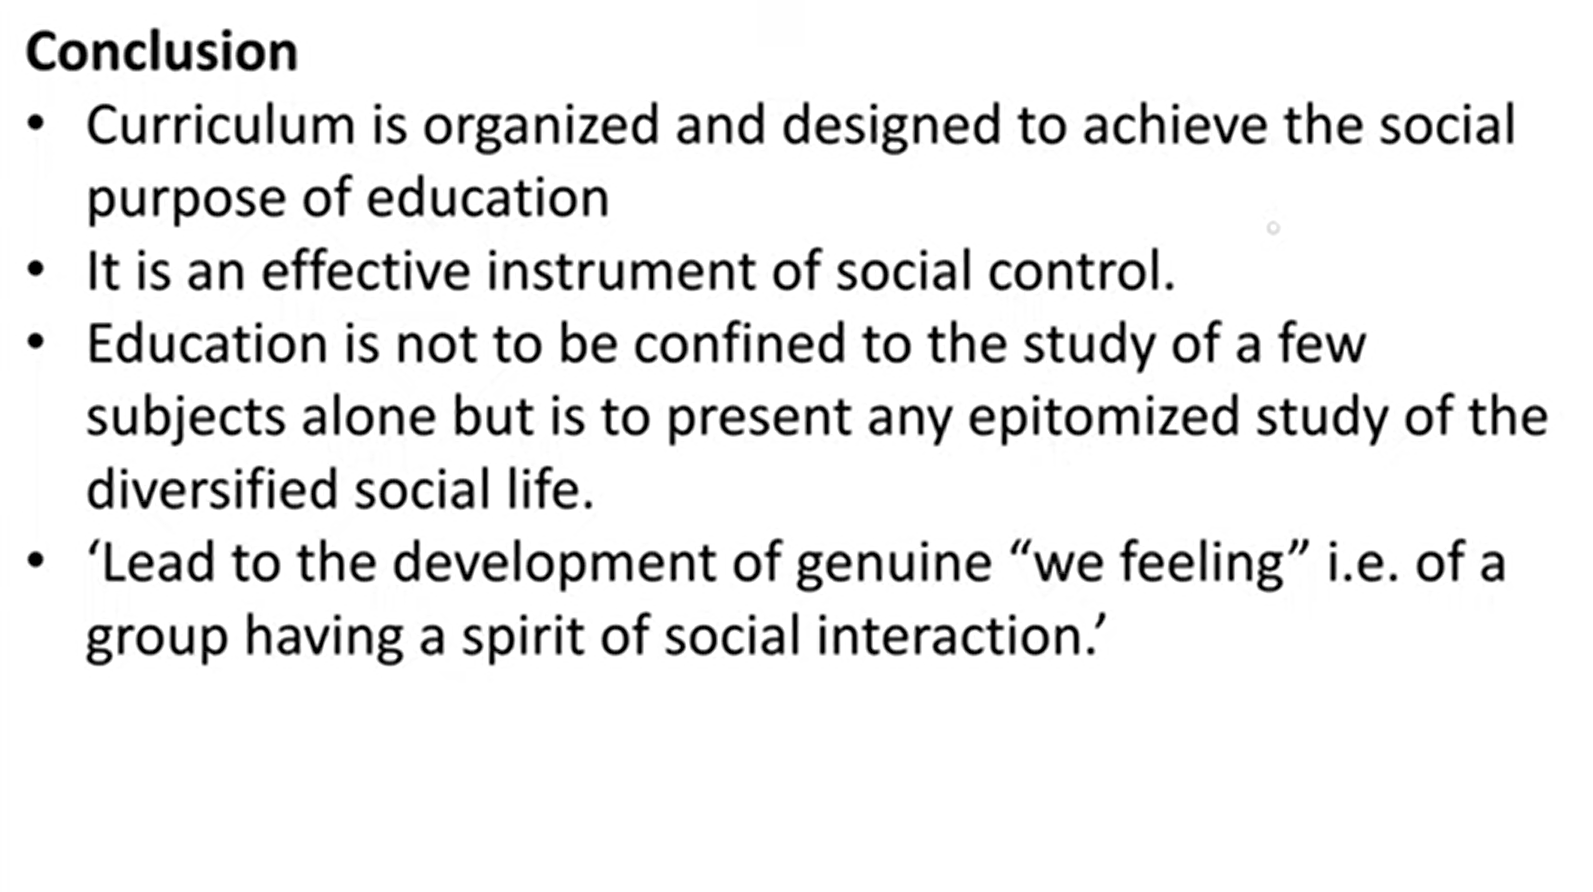 Conclusion
• Curriculum is organized and designed to achieve the social
purpose of education
• It is an effective instrument of social control.
• Education is not to be confined to the study of a few
subjects alone but is to present any epitomized study of the
diversified social life.
• ‘Lead to the development of genuine “we feeling” i.e. of a
group having a spirit of social interaction.’